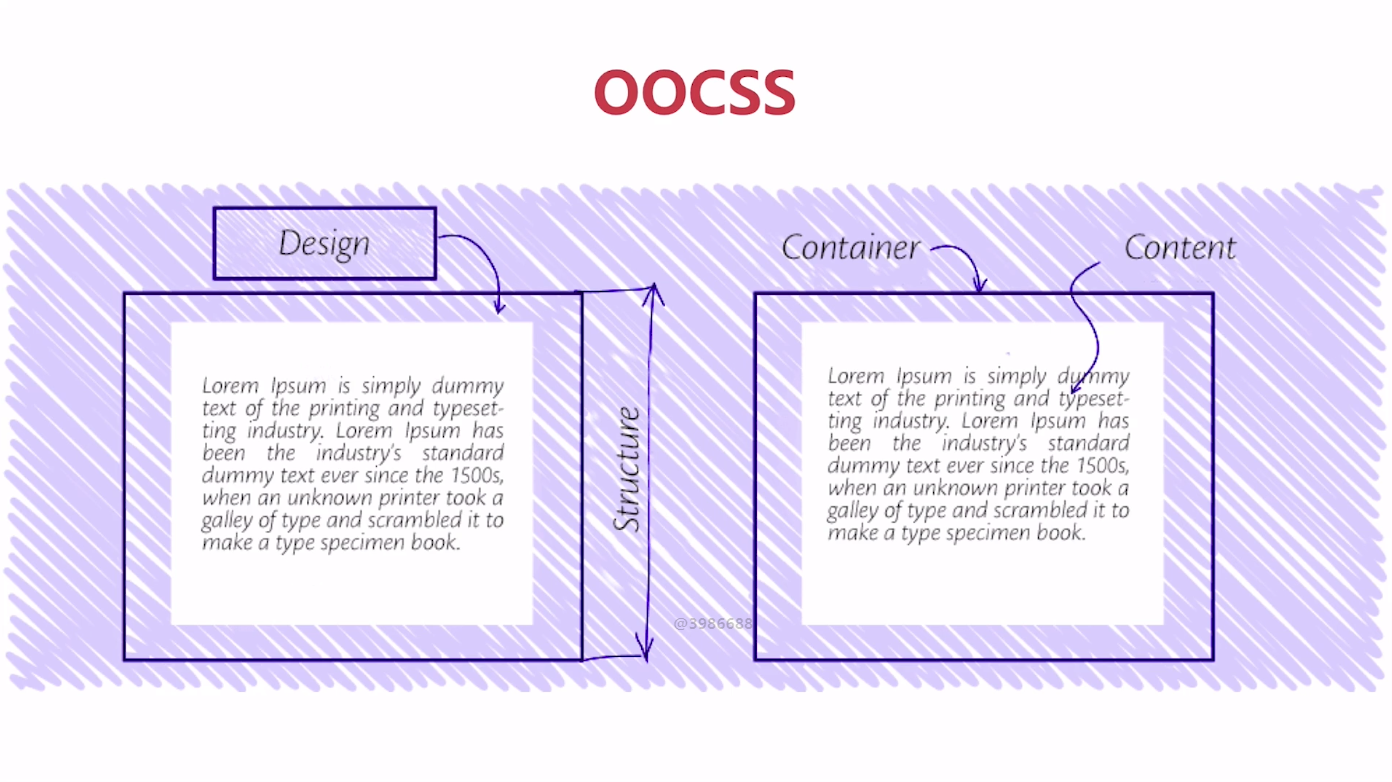 OOCSS
Design
Lorem Ipsum is simply dummy
text of the printing and typeset-
ting industry. Lorem Ipsum has
been the industry's standard
dummy text ever since the 1500s,
when an unknown printer took a
galley of type and scrambled it to
make a type specimen book.
Structure
Container
Content
Lorem Ipsum is simply dummy
text of the printing and typeset-
ting industry. Lorem Ipsum has
been the industry's standard
dummy text ever since the 1500s,
when an unknown printer took a
galley of type and scrambled it to
make a type specimen book.
@3986688